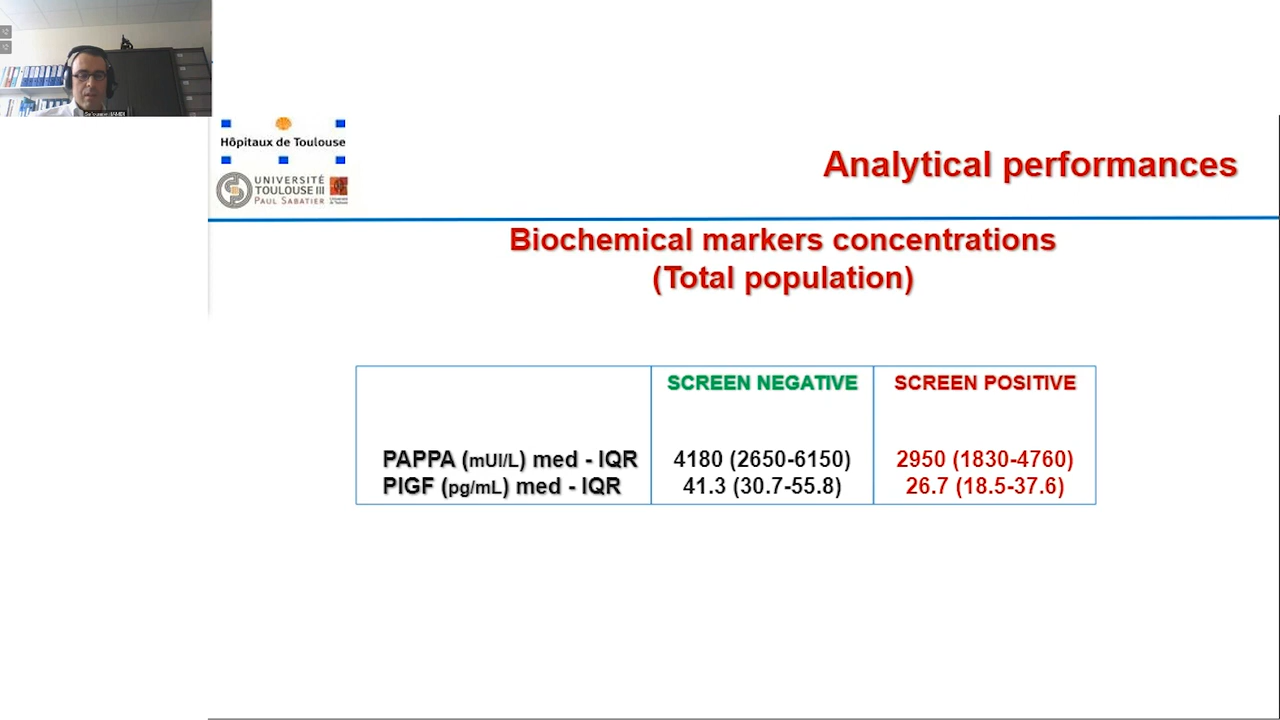 Hôpitaux de Toulouse
UNIVERSITÉ
TOULOUSE III
PAUL SABATIER
Analytical performances
Biochemical markers concentrations
(Total population)
SCREEN NEGATIVE SCREEN POSITIVE
PAPPA (mUI/L) med - IQR 4180 (2650-6150) 2950 (1830-4760)
PIGF (pg/mL) med - IQR 41.3 (30.7-55.8) 26.7 (18.5-37.6)